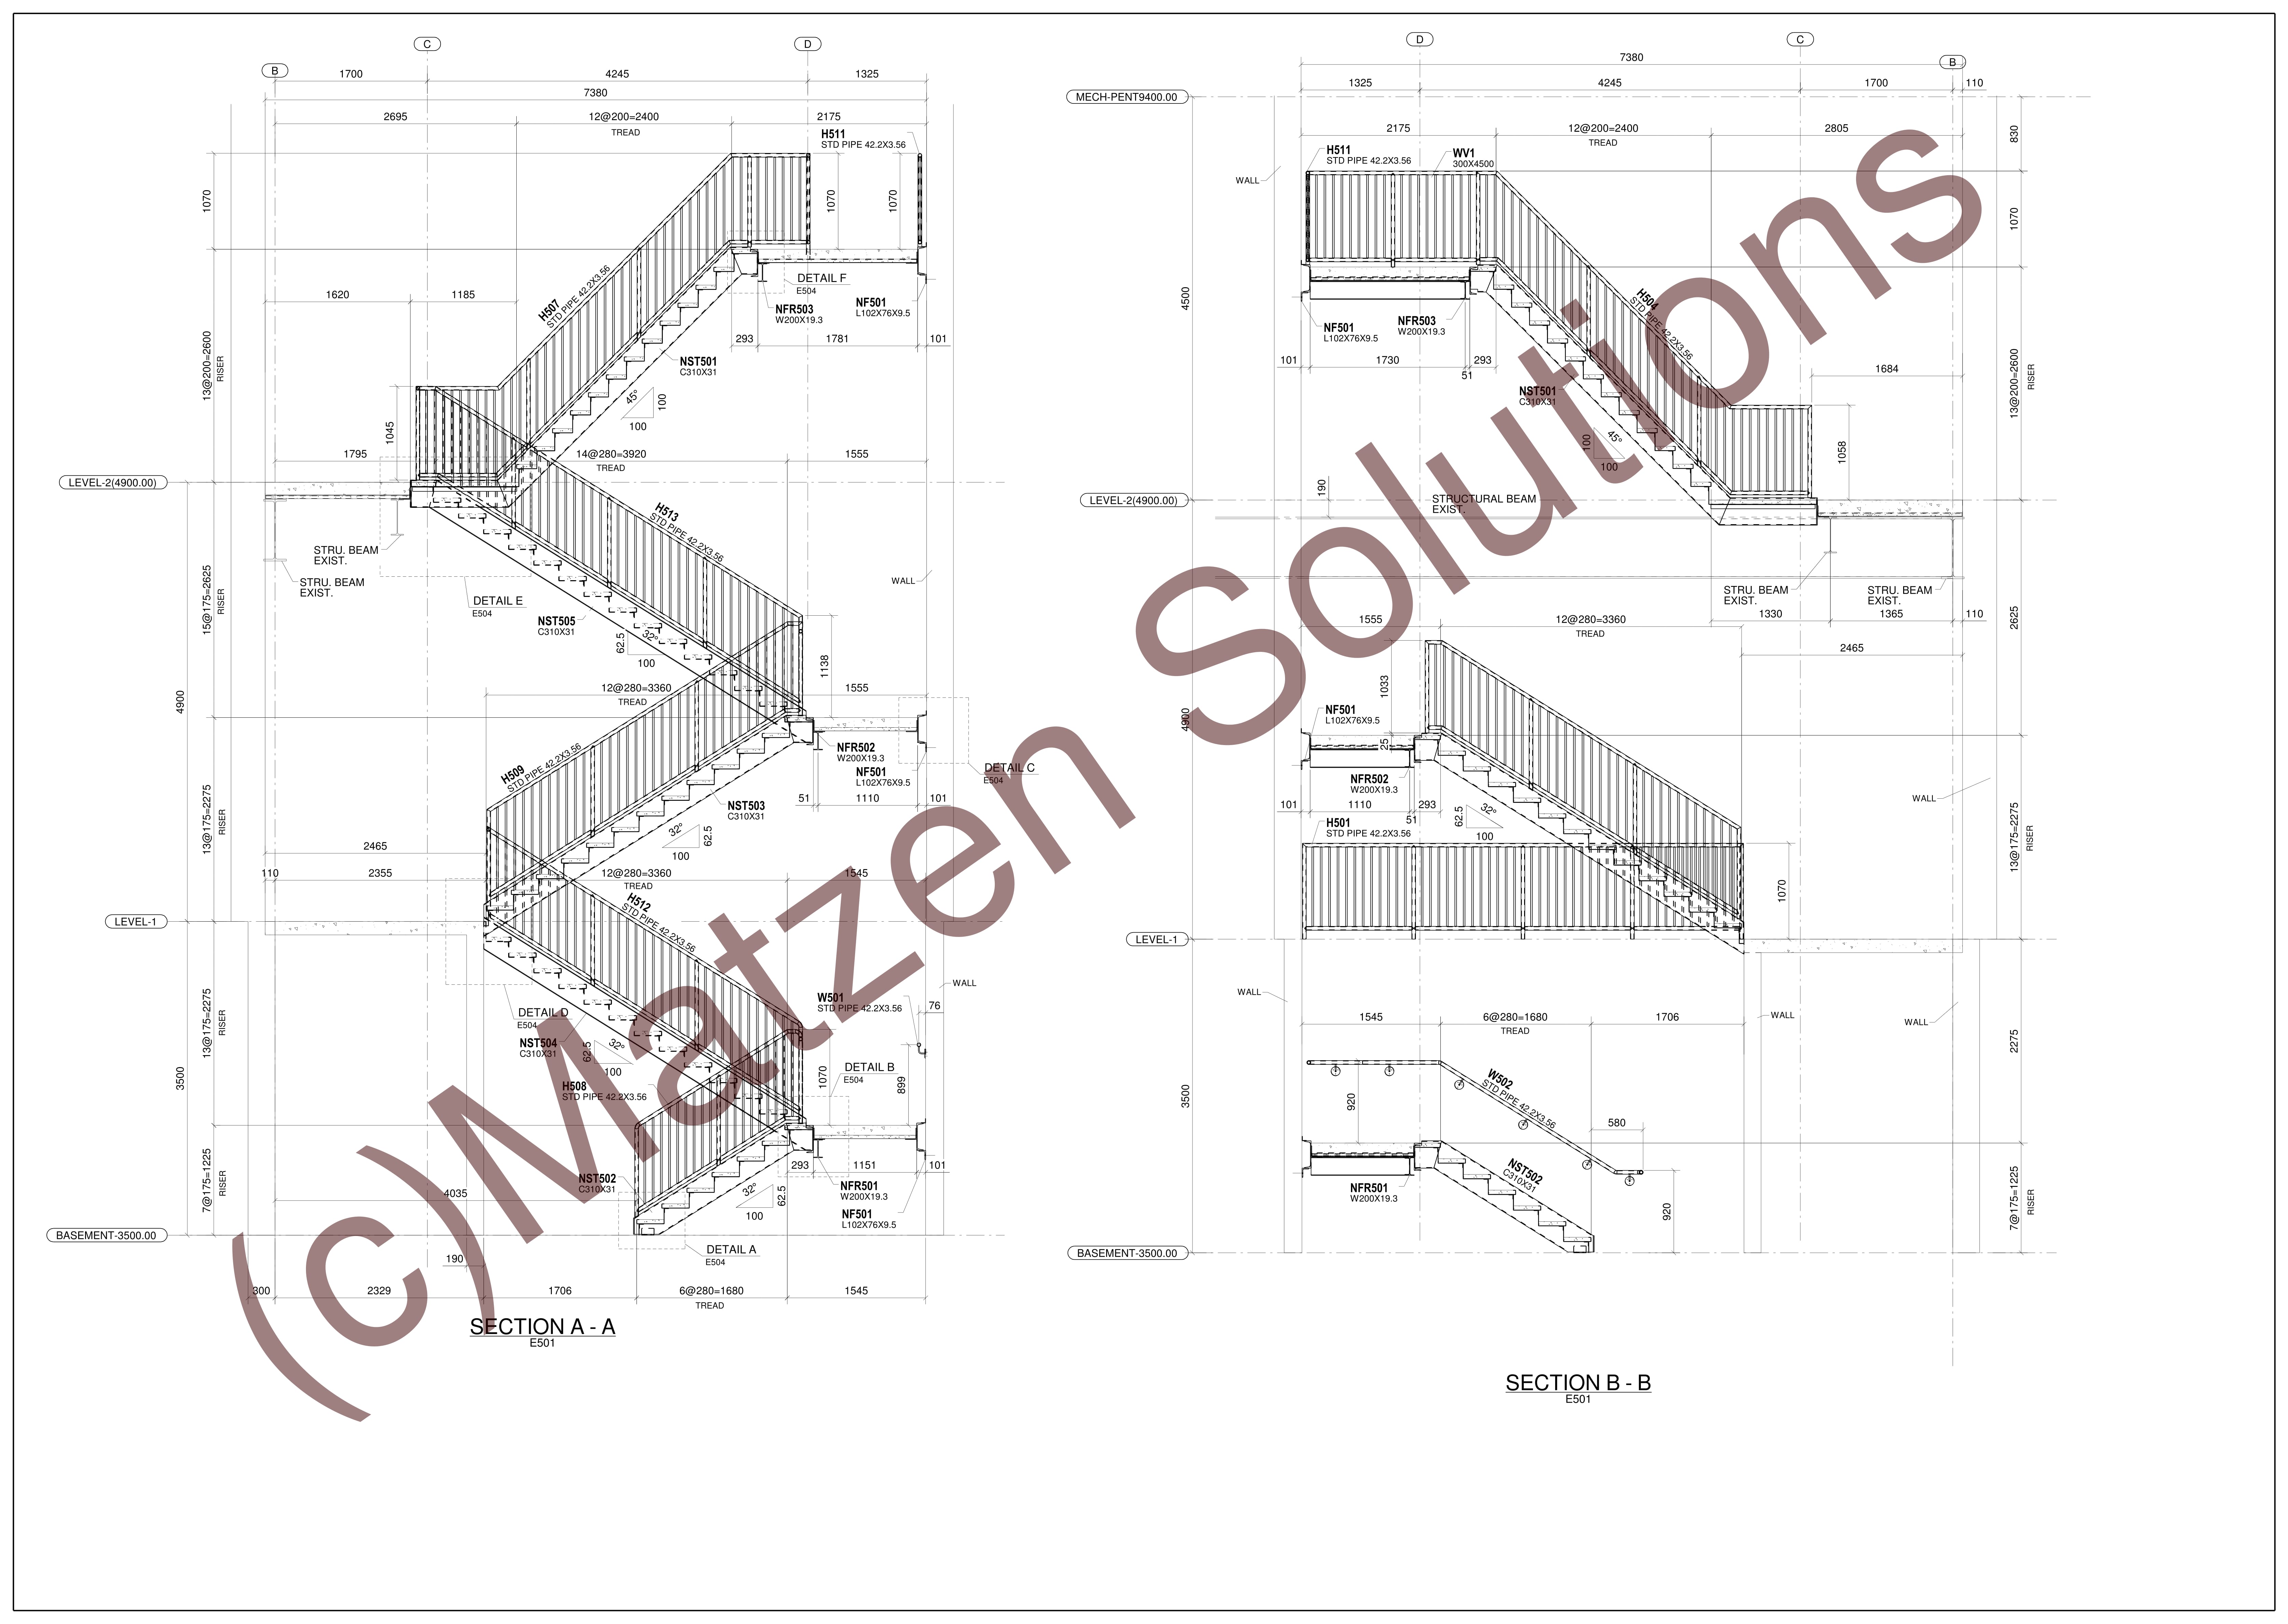 C
D
B
1700
4245
1325
7380
2695
12@200=2400
TREAD
2175
H511
STD PIPE 42.2X3.56
1070
1070
1070
H507
STD PIPE 42.2X3.56
DETAIL F
E504
1620
1185
NF501
L102X76X9.5
NFR503
W200X19.3
293
1781
101
13@200=2600
RISER
NST501
C310X31
45°
100
100
1045
1795
14@280=3920
TREAD
1555
LEVEL-2(4900.00)
H513
STD PIPE 42.2X3.56
STRU. BEAM
EXIST.
STRU. BEAM
EXIST.
WALL
DETAIL E
E504
15@175=2625
RISER
NST505
C310X31
62.5
32°
100
1138
12@280=3360
TREAD
1555
4900
NFR502
W200X19.3
NF501
L102X76X9.5
DETAIL C
E504
H509
STD PIPE 42.2X3.56
51
1110
101
NST503
C310X31
32°
62.5
100
13@175=2275
RISER
2465
110
2355
12@280=3360
TREAD
1545
H512
STD PIPE 42.2X3.56
LEVEL-1
WALL
W501
STD PIPE 42.2X3.56
76
DETAIL D
E504
13@175=2275
RISER
NST504
C310X31
62.5
32°
100
3500
H508
STD PIPE 42.2X3.56
1070
DETAIL B
E504
899
293
1151
101
NST502
C310X31
4035
32°
62.5
100
NFR501
W200X19.3
NF501
L102X76X9.5
7@175=1225
RISER
BASEMENT-3500.00
DETAIL A
E504
190
300
2329
1706
6@280=1680
TREAD
1545
SECTION A - A
E501
D
C
B
7380
1325
4245
1700
110
MECH-PENT9400.00
2175
12@200=2400
TREAD
2805
830
H511
STD PIPE 42.2X3.56
WV1
300X4500
WALL
1070
4500
H504
STD PIPE 42.2X3.56
NF501
L102X76X9.5
NFR503
W200X19.3
101
1730
293
51
1684
NST501
C310X31
13@200=2600
RISER
100
45°
100
1058
190
LEVEL-2(4900.00)
STRUCTURAL BEAM
EXIST.
STRU. BEAM
EXIST.
STRU. BEAM
EXIST.
1330
1365
110
1555
12@280=3360
TREAD
2625
2465
1033
NF501
L102X76X9.5
4900
25
NFR502
W200X19.3
101
1110
293
51
62.5
32°
100
WALL
H501
STD PIPE 42.2X3.56
13@175=2275
RISER
1070
LEVEL-1
WALL
WALL
WALL
1545
6@280=1680
TREAD
1706
2275
W502
STD PIPE 42.2X3.56
920
580
3500
NFR501
W200X19.3
NST502
C310X31
920
7@175=1225
RISER
BASEMENT-3500.00
SECTION B - B
E501
(c)Matzen Solutions